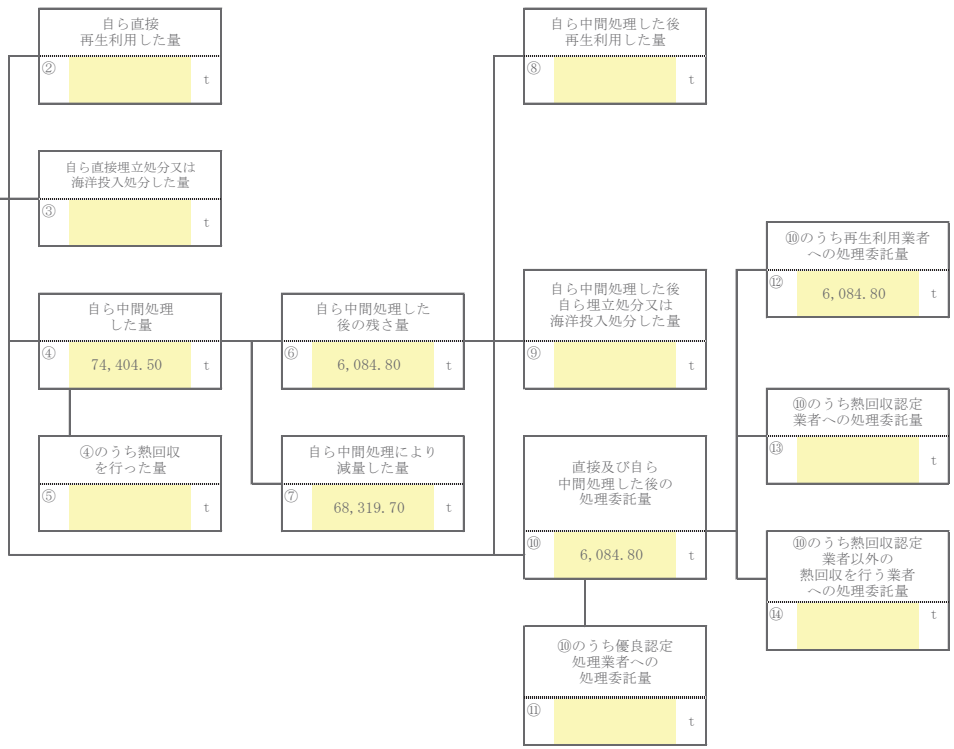 自ら直接
再生利用した量
②
t
自ら直接埋立処分又は
海洋投入処分した量
③
t
自ら中間処理
した量
④
74,404.50
t
④のうち熱回収
を行った量
⑤
t
自ら中間処理した
後の残さ量
⑥
6,084.80
t
自ら中間処理により
減量した量
⑦
68,319.70
t
自ら中間処理した後
再生利用した量
⑧
t
自ら中間処理した後
自ら埋立処分又は
海洋投入処分した量
⑨
t
直接及び自ら
中間処理した後の
処理委託量
⑩
6,084.80
t
⑩のうち優良認定
処理業者への
処理委託量
⑪
t
⑩のうち再生利用業者
への処理委託量
⑫
6,084.80
t
⑩のうち熱回収認定
業者への処理委託量
⑬
t
⑩のうち熱回収認定
業者以外の
熱回収を行う業者
への処理委託量
⑭
t